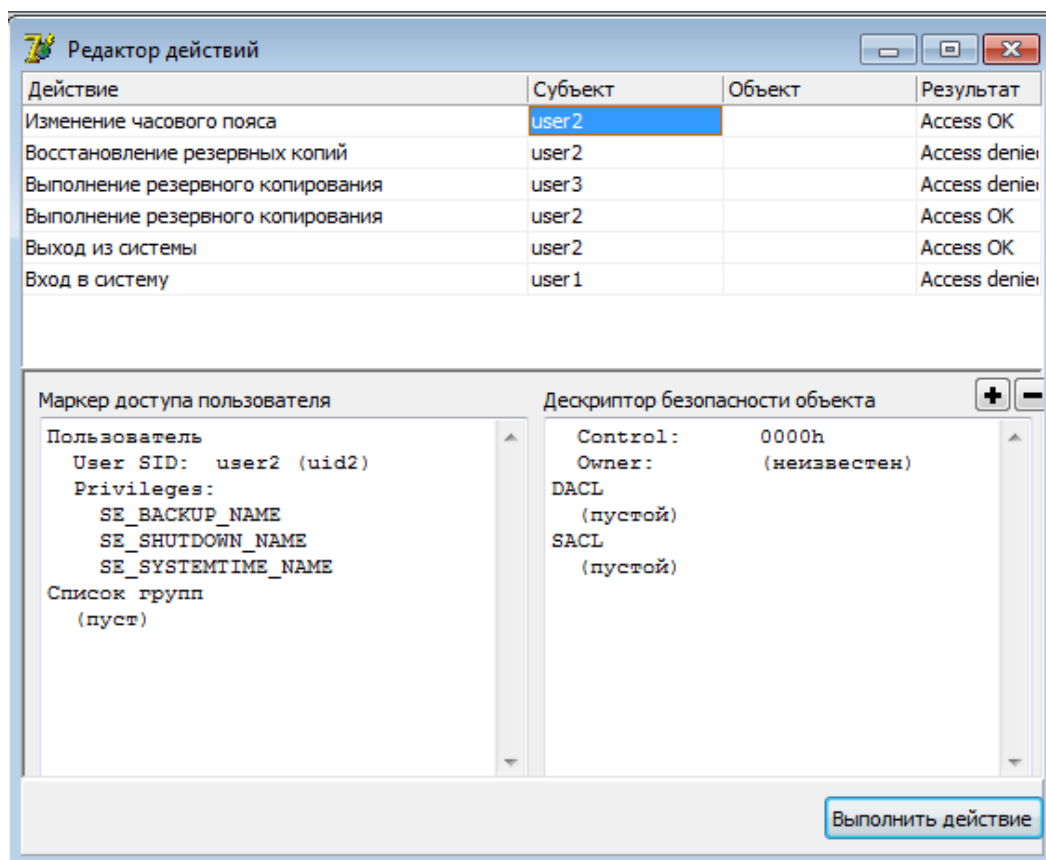 Редактор действий
Действие Субъект Объект Результат
Изменение часового пояса user2 Access OK
Восстановление резервных копий user2 Access
Выполнение резервного копирования user3 Access
Выполнение резервного копирования user2 Access OK
Выход из системы user2 Access OK
Вход в систему user1 Access
Маркер доступа пользователя Дескриптор безопасности объекта
Пользователь Control: 0000h
User SID: user2 (uid2) Owner: (неизвестен)
Privileges: DACL
SE_BACKUP_NAME (пустой)
SE_SHUTDOWN_NAME SACL
SE_SYSTEMTIME_NAME (пустой)
Список групп
(пуст)
Выполнить действие